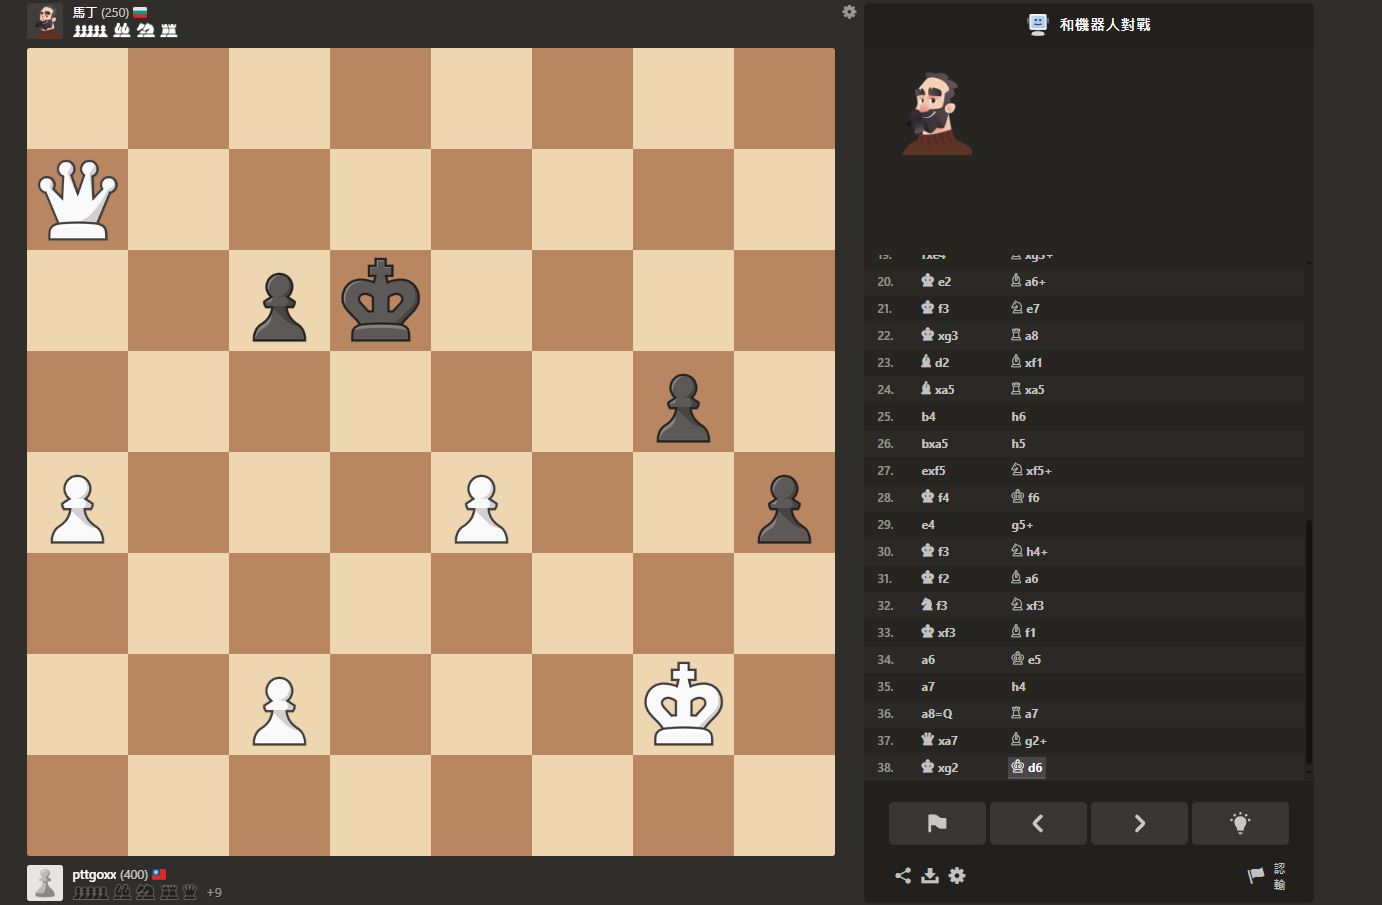 馬丁 (250)
和機器人對戰
20. e2 a6+
21. f3 e7
22. xg3 a8
23. d2 xf1
24. xa5 xa5
25. b4 h6
26. bxa5 h5
27. exf5 xf5+
28. f4 f6
29. e4 g5+
30. f3 h4+
31. f2 a6
32. f3 xf3
33. xf3 f1
34. a6 e5
35. a7 h4
36. a8=Q a7
37. xa7 g2+
38. xg2 d6
pttgoxx (400)
+9
認
輸